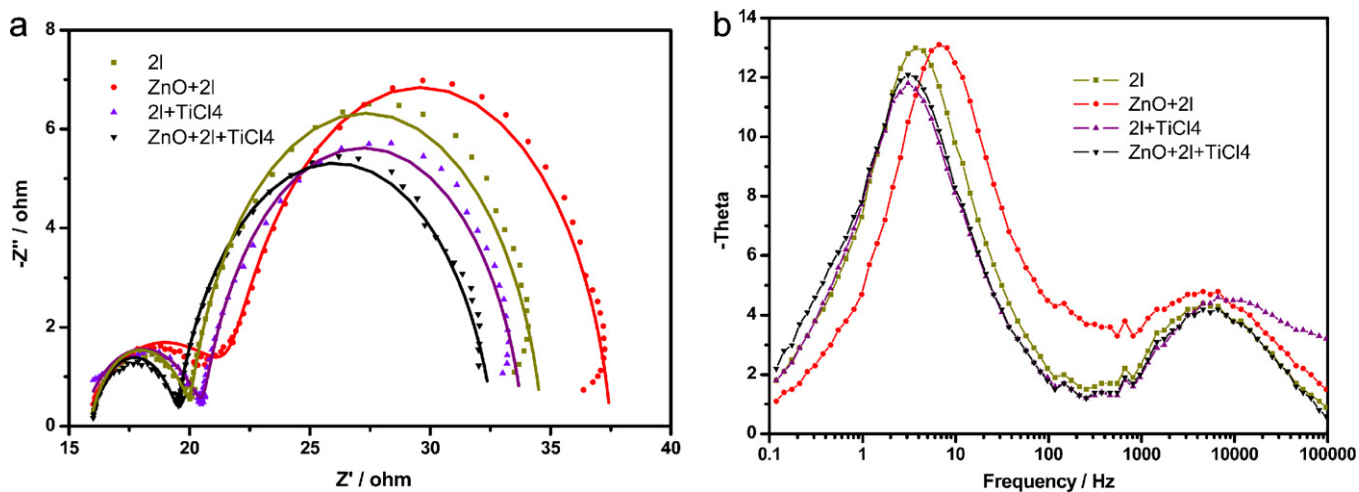 a
8
6
4
2
0
-Z" / ohm
2I
ZnO+2I
2I+TiCl4
ZnO+2I+TiCl4
15 20 25 30 35 40
Z' / ohm
b
14
12
10
8
6
4
2
0
-Theta
2I
ZnO+2I
2I+TiCl4
ZnO+2I+TiCl4
0.1 1 10 100 1000 10000 100000
Frequency / Hz